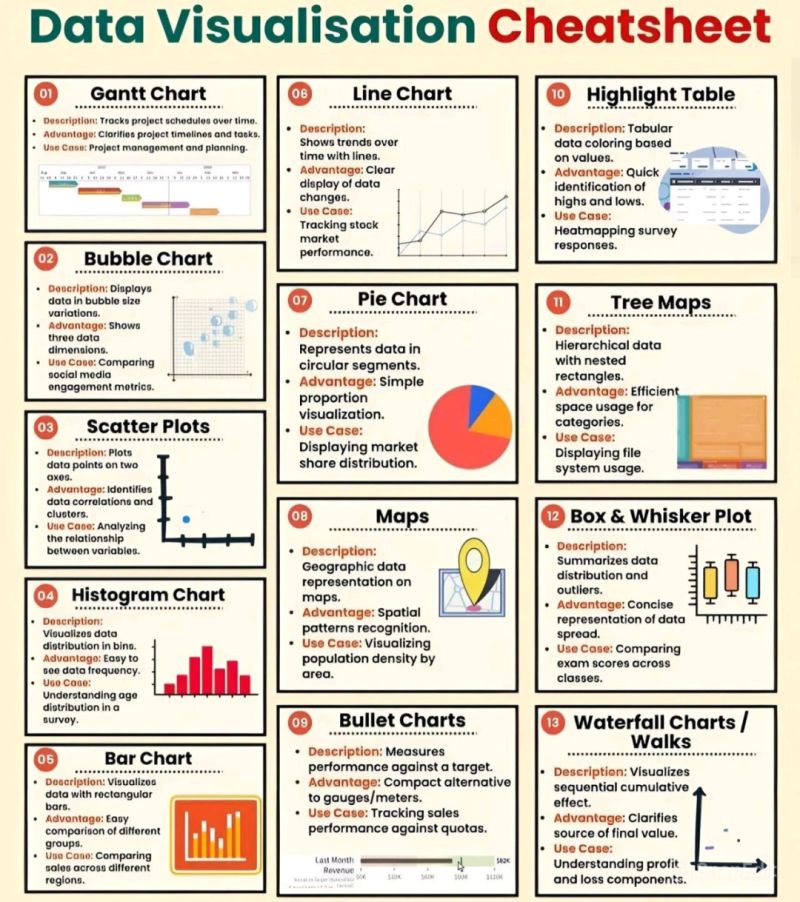 Data Visualisation Cheatsheet
01
Gantt Chart
• Description: Tracks project schedules over time.
• Advantage: Clarifies project timelines and tasks.
• Use Case: Project management and planning.
02
Bubble Chart
• Description: Displays
data in bubble size
variations.
• Advantage: Shows
three data
dimensions.
• Use Case: Comparing
social media
engagement metrics.
03
Scatter Plots
• Description: Plots
data points on two
axes.
• Advantage: Identifies
data correlations and
clusters.
• Use Case: Analyzing
the relationship
between variables.
04
Histogram Chart
• Description:
Visualizes data
distribution in bins.
• Advantage: Easy to
see data frequency.
• Use Case:
Understanding age
distribution in a
survey.
05
Bar Chart
• Description: Visualizes
data with rectangular
bars.
• Advantage: Easy
comparison of different
groups.
• Use Case: Comparing
sales across different
regions.
06
Line Chart
• Description:
Shows trends over
time with lines.
• Advantage: Clear
display of data
changes.
• Use Case:
Tracking stock
market
performance.
07
Pie Chart
• Description:
Represents data in
circular segments.
• Advantage: Simple
proportion
visualization.
• Use Case:
Displaying market
share distribution.
08
Maps
• Description:
Geographic data
representation on
maps.
• Advantage: Spatial
patterns recognition.
• Use Case: Visualizing
population density by
area.
09
Bullet Charts
• Description: Measures
performance against a target.
• Advantage: Compact alternative
to gauges/meters.
• Use Case: Tracking sales
performance against quotas.
Last Month
Revenue
$92K
10
Highlight Table
• Description: Tabular
data coloring based
on values.
• Advantage: Quick
identification of
highs and lows.
• Use Case:
Heatmapping survey
responses.
11
Tree Maps
• Description:
Hierarchical data
with nested
rectangles.
• Advantage: Efficient
space usage for
categories.
• Use Case:
Displaying file
system usage.
12
Box & Whisker Plot
• Description:
Summarizes data
distribution and
outliers.
• Advantage: Concise
representation of data
spread.
• Use Case: Comparing
exam scores across
classes.
13
Waterfall Charts /
Walks
• Description: Visualizes
sequential cumulative
effect.
• Advantage: Clarifies
source of final value.
• Use Case:
Understanding profit
and loss components.